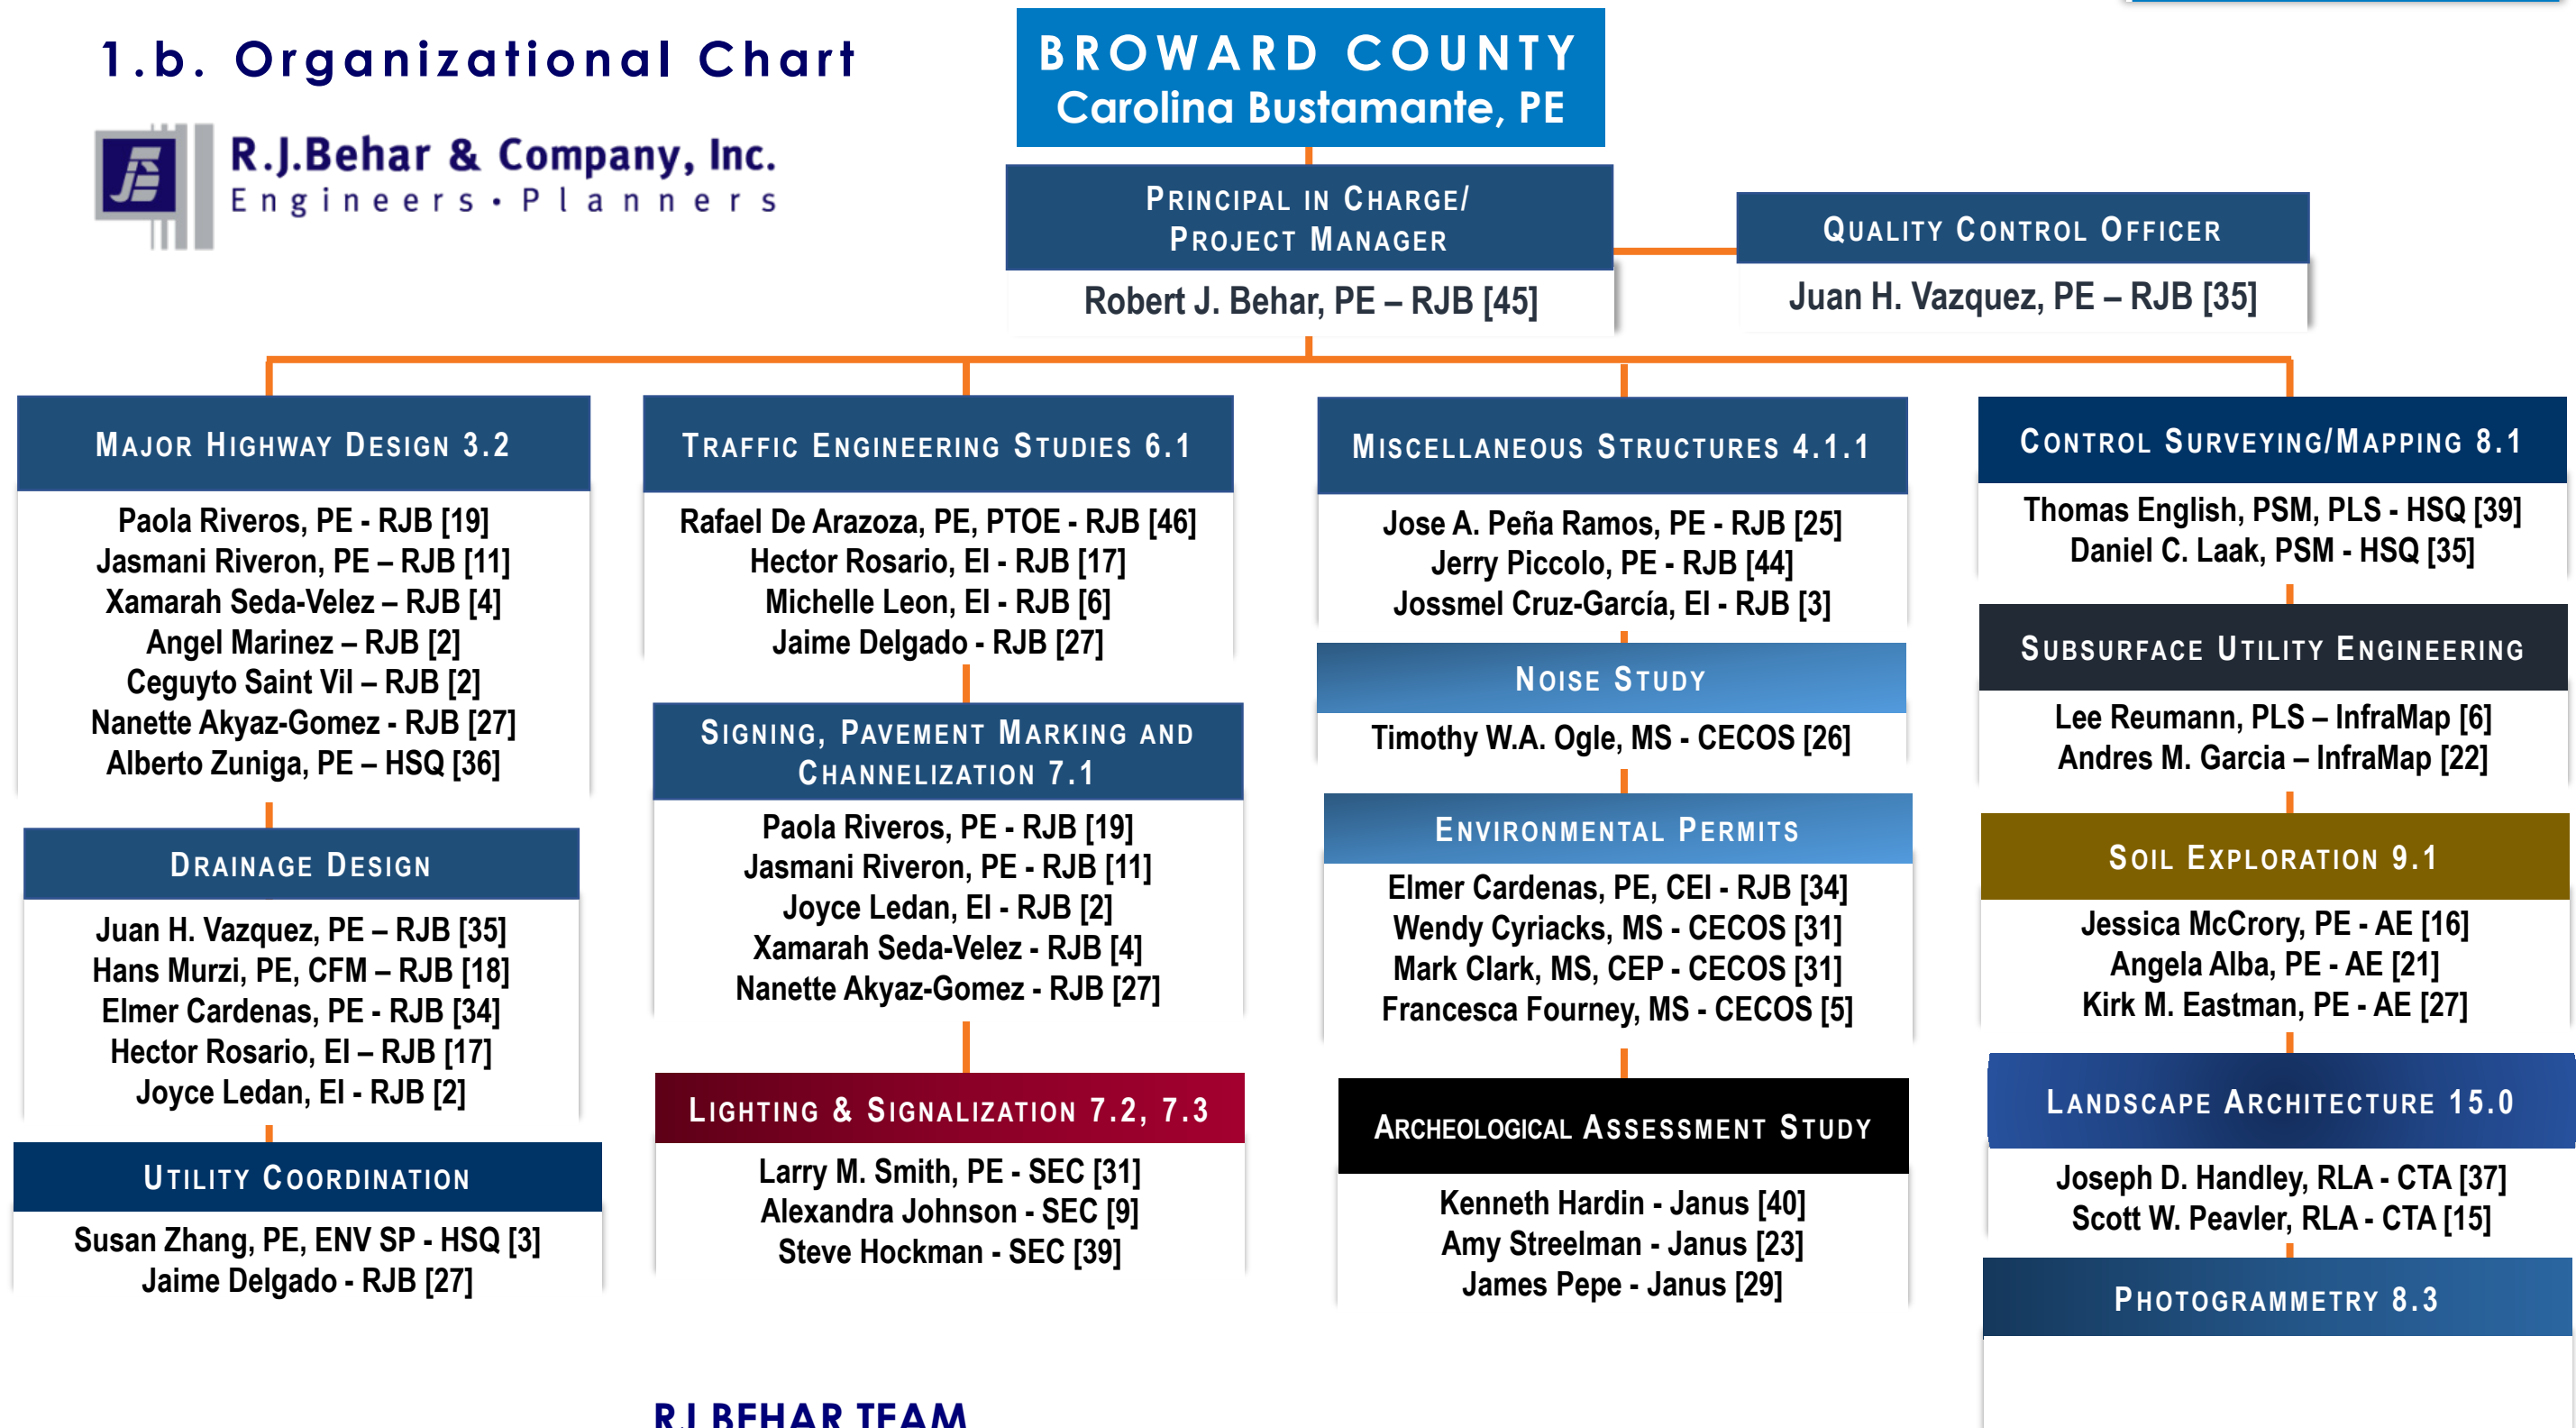 1.b. Organizational Chart
R.J.Behar & Company, Inc.
Engineers • Planners
BROWARD COUNTY
Carolina Bustamante, PE
PRINCIPAL IN CHARGE/
PROJECT MANAGER
Robert J. Behar, PE – RJB [45]
QUALITY CONTROL OFFICER
Juan H. Vazquez, PE – RJB [35]
MAJOR HIGHWAY DESIGN 3.2
Paola Riveros, PE - RJB [19]
Jasmani Riveron, PE – RJB [11]
Xamarah Seda-Velez – RJB [4]
Angel Marinez – RJB [2]
Ceguyto Saint Vil – RJB [2]
Nanette Akyaz-Gomez - RJB [27]
Alberto Zuniga, PE – HSQ [36]
DRAINAGE DESIGN
Juan H. Vazquez, PE – RJB [35]
Hans Murzi, PE, CFM – RJB [18]
Elmer Cardenas, PE - RJB [34]
Hector Rosario, EI – RJB [17]
Joyce Ledan, EI - RJB [2]
UTILITY COORDINATION
Susan Zhang, PE, ENV SP - HSQ [3]
Jaime Delgado - RJB [27]
TRAFFIC ENGINEERING STUDIES 6.1
Rafael De Arazoza, PE, PTOE - RJB [46]
Hector Rosario, EI - RJB [17]
Michelle Leon, EI - RJB [6]
Jaime Delgado - RJB [27]
SIGNING, PAVEMENT MARKING AND
CHANNELIZATION 7.1
Paola Riveros, PE - RJB [19]
Jasmani Riveron, PE - RJB [11]
Joyce Ledan, EI - RJB [2]
Xamarah Seda-Velez - RJB [4]
Nanette Akyaz-Gomez - RJB [27]
LIGHTING & SIGNALIZATION 7.2, 7.3
Larry M. Smith, PE - SEC [31]
Alexandra Johnson - SEC [9]
Steve Hockman - SEC [39]
MISCELLANEOUS STRUCTURES 4.1.1
Jose A. Peña Ramos, PE - RJB [25]
Jerry Piccolo, PE - RJB [44]
Jossmel Cruz-García, EI - RJB [3]
NOISE STUDY
Timothy W.A. Ogle, MS - CECOS [26]
ENVIRONMENTAL PERMITS
Elmer Cardenas, PE, CEI - RJB [34]
Wendy Cyriacks, MS - CECOS [31]
Mark Clark, MS, CEP - CECOS [31]
Francesca Fourney, MS - CECOS [5]
ARCHEOLOGICAL ASSESSMENT STUDY
Kenneth Hardin - Janus [40]
Amy Streelman - Janus [23]
James Pepe - Janus [29]
CONTROL SURVEYING/MAPPING 8.1
Thomas English, PSM, PLS - HSQ [39]
Daniel C. Laak, PSM - HSQ [35]
SUBSURFACE UTILITY ENGINEERING
Lee Reumann, PLS – InfraMap [6]
Andres M. Garcia – InfraMap [22]
SOIL EXPLORATION 9.1
Jessica McCrory, PE - AE [16]
Angela Alba, PE - AE [21]
Kirk M. Eastman, PE - AE [27]
LANDSCAPE ARCHITECTURE 15.0
Joseph D. Handley, RLA - CTA [37]
Scott W. Peavler, RLA - CTA [15]
PHOTOGRAMMETRY 8.3
RJ BEHAR TEAM